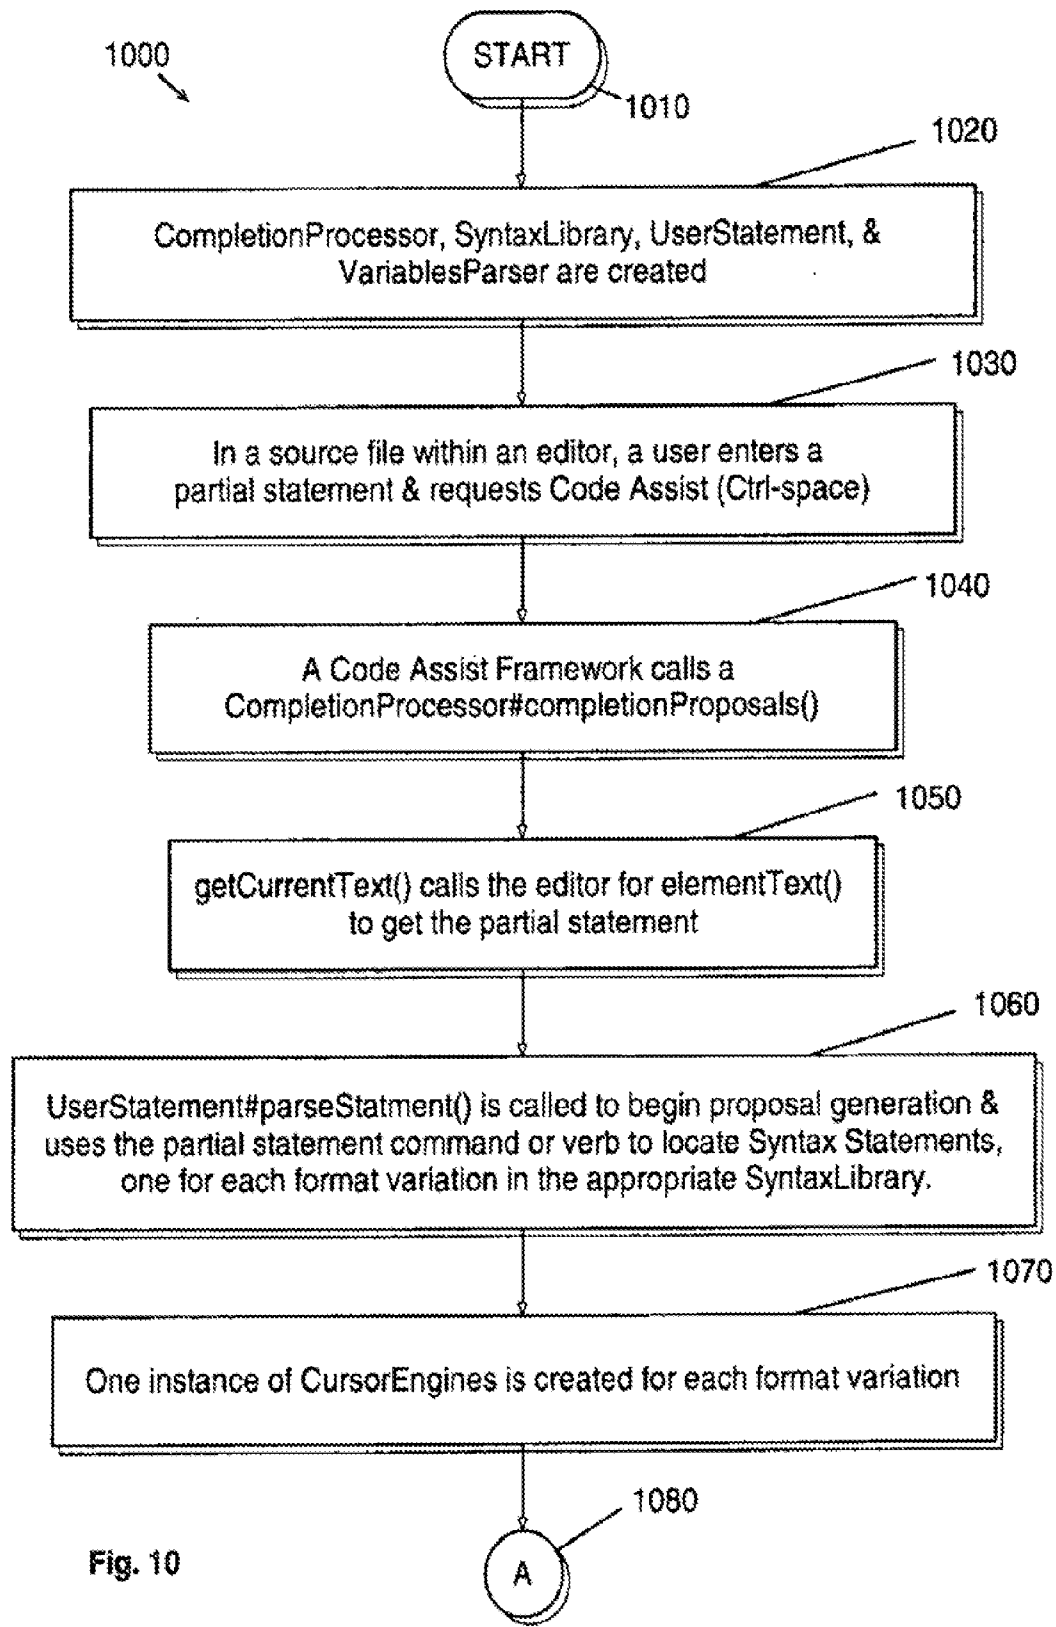 1000
START
1010
1020
CompletionProcessor, SyntaxLibrary, UserStatement, &
VariablesParser are created
1030
In a source file within an editor, a user enters a
partial statement & requests Code Assist (Ctrl-space)
1040
A Code Assist Framework calls a
CompletionProcessor#completionProposals()
1050
getCurrentText() calls the editor for elementText()
to get the partial statement
1060
UserStatement#parseStatment() is called to begin proposal generation &
uses the partial statement command or verb to locate Syntax Statements,
one for each format variation in the appropriate SyntaxLibrary.
1070
One instance of CursorEngines is created for each format variation
1080
A
Fig. 10